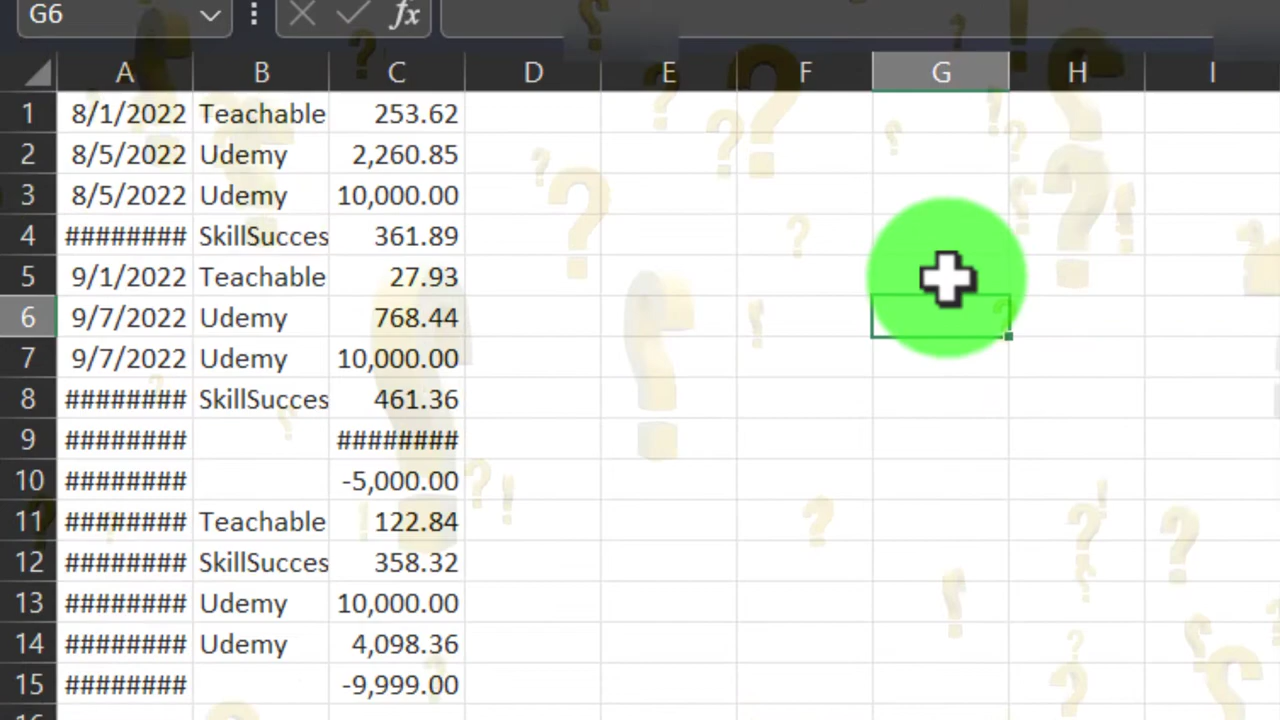 G6 fx
A B C D E F G H I
1 8/1/2022 Teachable 253.62
2 8/5/2022 Udemy 2,260.85
3 8/5/2022 Udemy 10,000.00
4 ######## SkillSucces 361.89
5 9/1/2022 Teachable 27.93
6 9/7/2022 Udemy 768.44
7 9/7/2022 Udemy 10,000.00
8 ######## SkillSucces 461.36
9 ######## ########
10 ######## -5,000.00
11 ######## Teachable 122.84
12 ######## SkillSucces 358.32
13 ######## Udemy 10,000.00
14 ######## Udemy 4,098.36
15 ######## -9,999.00